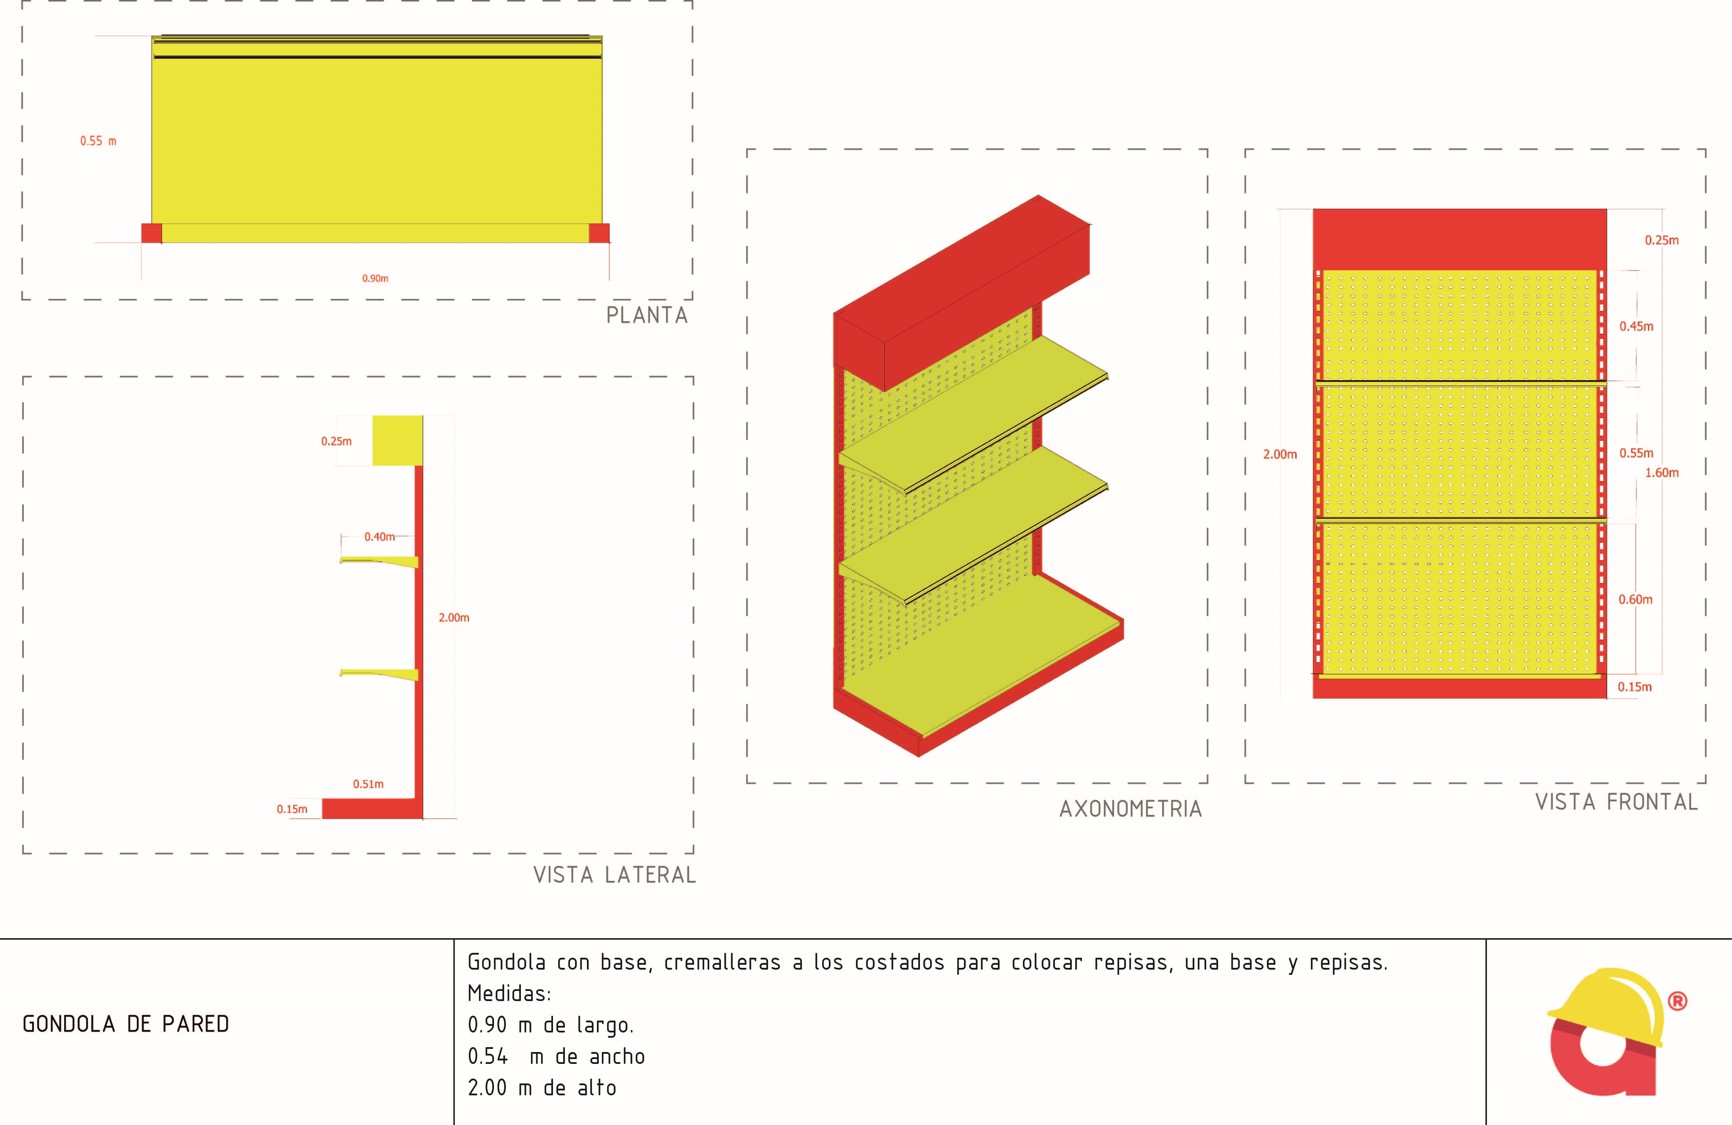 0.55 m
0.90m
PLANTA
0.25m
0.40m
2.00m
0.51m
0.15m
VISTA LATERAL
AXONOMETRIA
0.25m
0.45m
2.00m
0.55m
1.60m
0.60m
0.15m
VISTA FRONTAL
GONDOLA DE PARED
Gondola con base, cremalleras a los costados para colocar repisas, una base y repisas.
Medidas:
0.90 m de largo.
0.54 m de ancho
2.00 m de alto
®